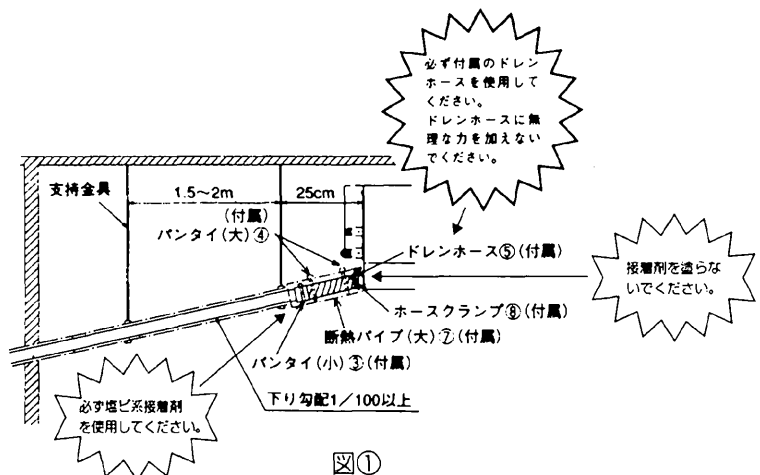 必ず付属のドレン
ホースを使用して
ください。
ドレンホースに無
理な力を加えない
でください。
支持金具
1.5〜2m
25cm
(付属)
バンタイ(大)④
ドレンホース⑤(付属)
接着剤を塗らな
いでください。
ホースクランプ⑧(付属)
断熱パイプ(大)⑦(付属)
バンタイ(小)③(付属)
必ず塩ビ系接着剤
を使用してください。
下り勾配1/100以上
図①